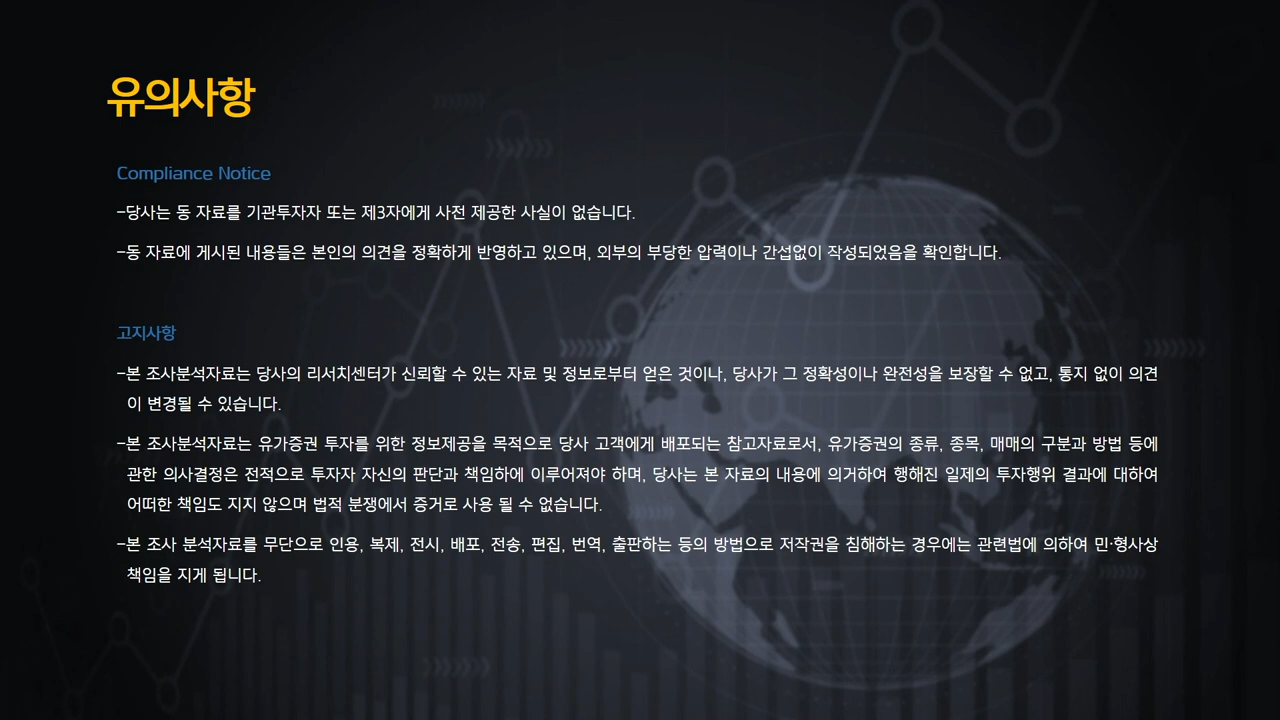 유의사항
Compliance Notice
-당사는 동 자료를 기관투자자 또는 제3자에게 사전 제공한 사실이 없습니다.
-동 자료에 게시된 내용들은 본인의 의견을 정확하게 반영하고 있으며, 외부의 부당한 압력이나 간섭없이 작성되었음을 확인합니다.
고지사항
-본 조사분석자료는 당사의 리서치센터가 신뢰할 수 있는 자료 및 정보로부터 얻은 것이나, 당사가 그 정확성이나 완전성을 보장할 수 없고, 통지 없이 의견
이 변경될 수 있습니다.
-본 조사분석자료는 유가증권 투자를 위한 정보제공을 목적으로 당사 고객에게 배포되는 참고자료로서, 유가증권의 종류, 종목, 매매의 구분과 방법 등에
관한 의사결정은 전적으로 투자자 자신의 판단과 책임하에 이루어져야 하며, 당사는 본 자료의 내용에 의거하여 행해진 일제의 투자행위 결과에 대하여
어떠한 책임도 지지 않으며 법적 분쟁에서 증거로 사용 될 수 없습니다.
-본 조사 분석자료를 무단으로 인용, 복제, 전시, 배포, 전송, 편집, 번역, 출판하는 등의 방법으로 저작권을 침해하는 경우에는 관련법에 의하여 민·형사상
책임을 지게 됩니다.